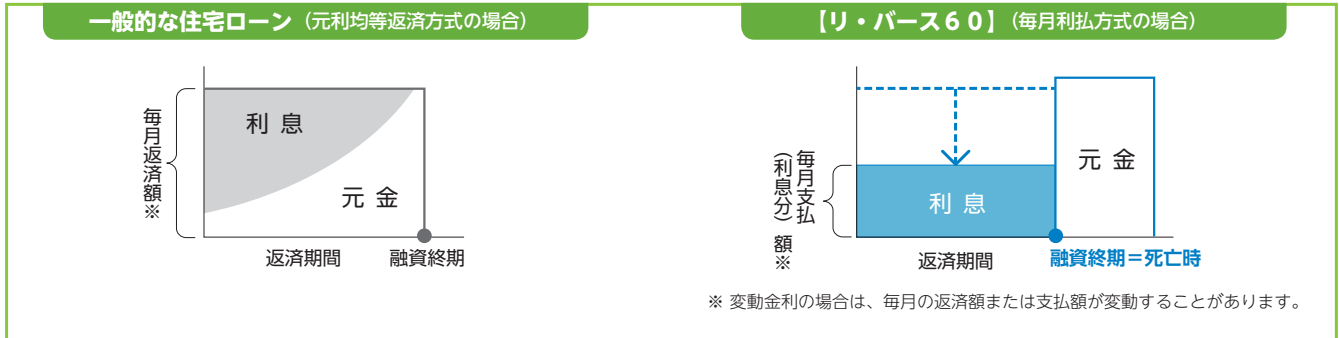 一般的な住宅ローン（元利均等返済方式の場合）
毎月返済額※
利息
元金
返済期間
融資終期
【リ・バース６０】（毎月利払方式の場合）
毎月支払
（利息分）額※
利息
元金
返済期間
融資終期＝死亡時
※ 変動金利の場合は、毎月の返済額または支払額が変動することがあります。